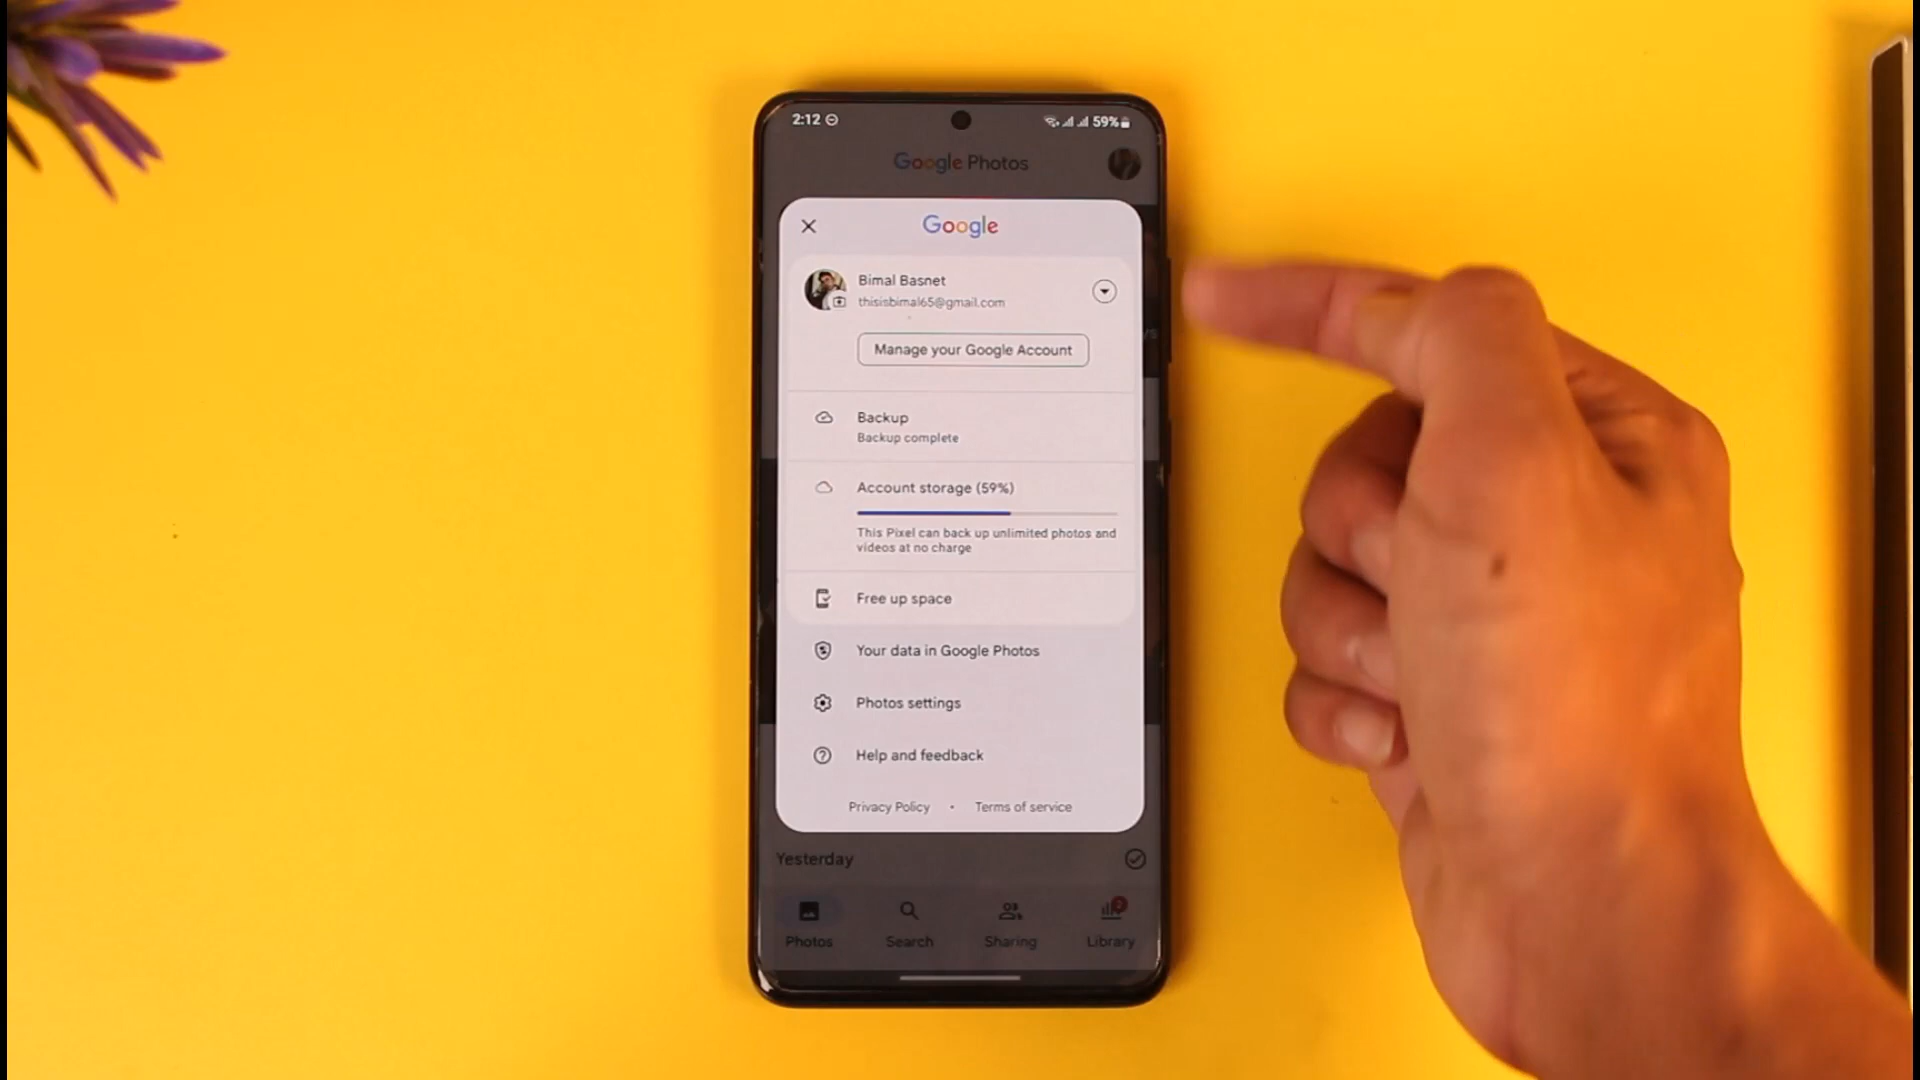 2:12
59%
Google Photos
Google
Bimal Basnet
thisisbimal65@gmail.com
Manage your Google Account
Backup
Backup complete
Account storage (59%)
This Pixel can back up unlimited photos and
videos at no charge
Free up space
Your data in Google Photos
Photos settings
Help and feedback
Privacy Policy • Terms of service
Yesterday
Photos
Search
Sharing
Library